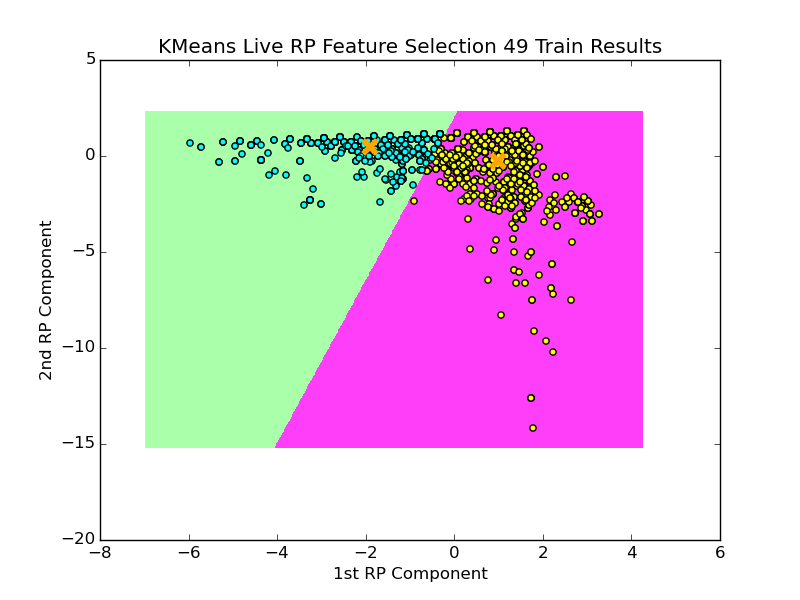 KMeans Live RP Feature Selection 49 Train Results
5
0
−5
−10
−15
−20
2nd RP Component
−8 −6 −4 −2 0 2 4 6
1st RP Component